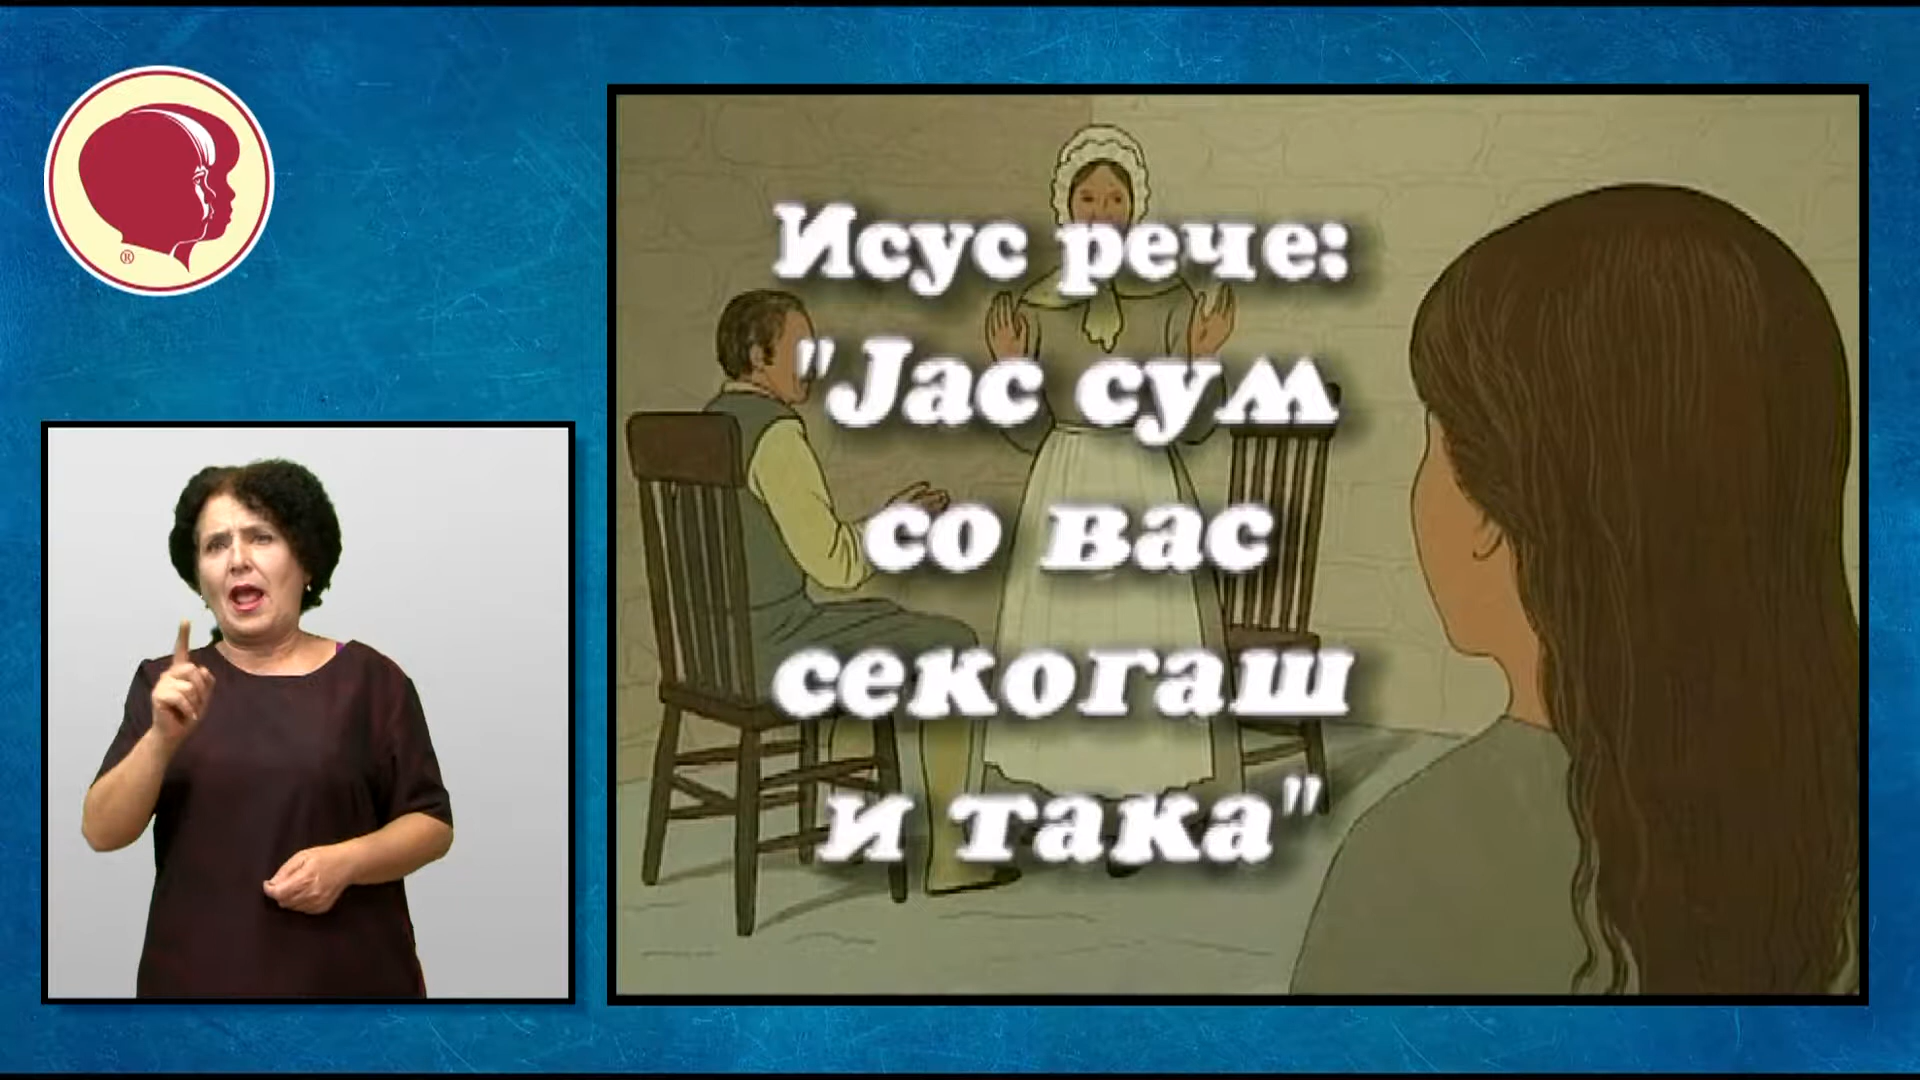 ®
Исус рече:
"Јас сум
со вас
секогаш
и така"